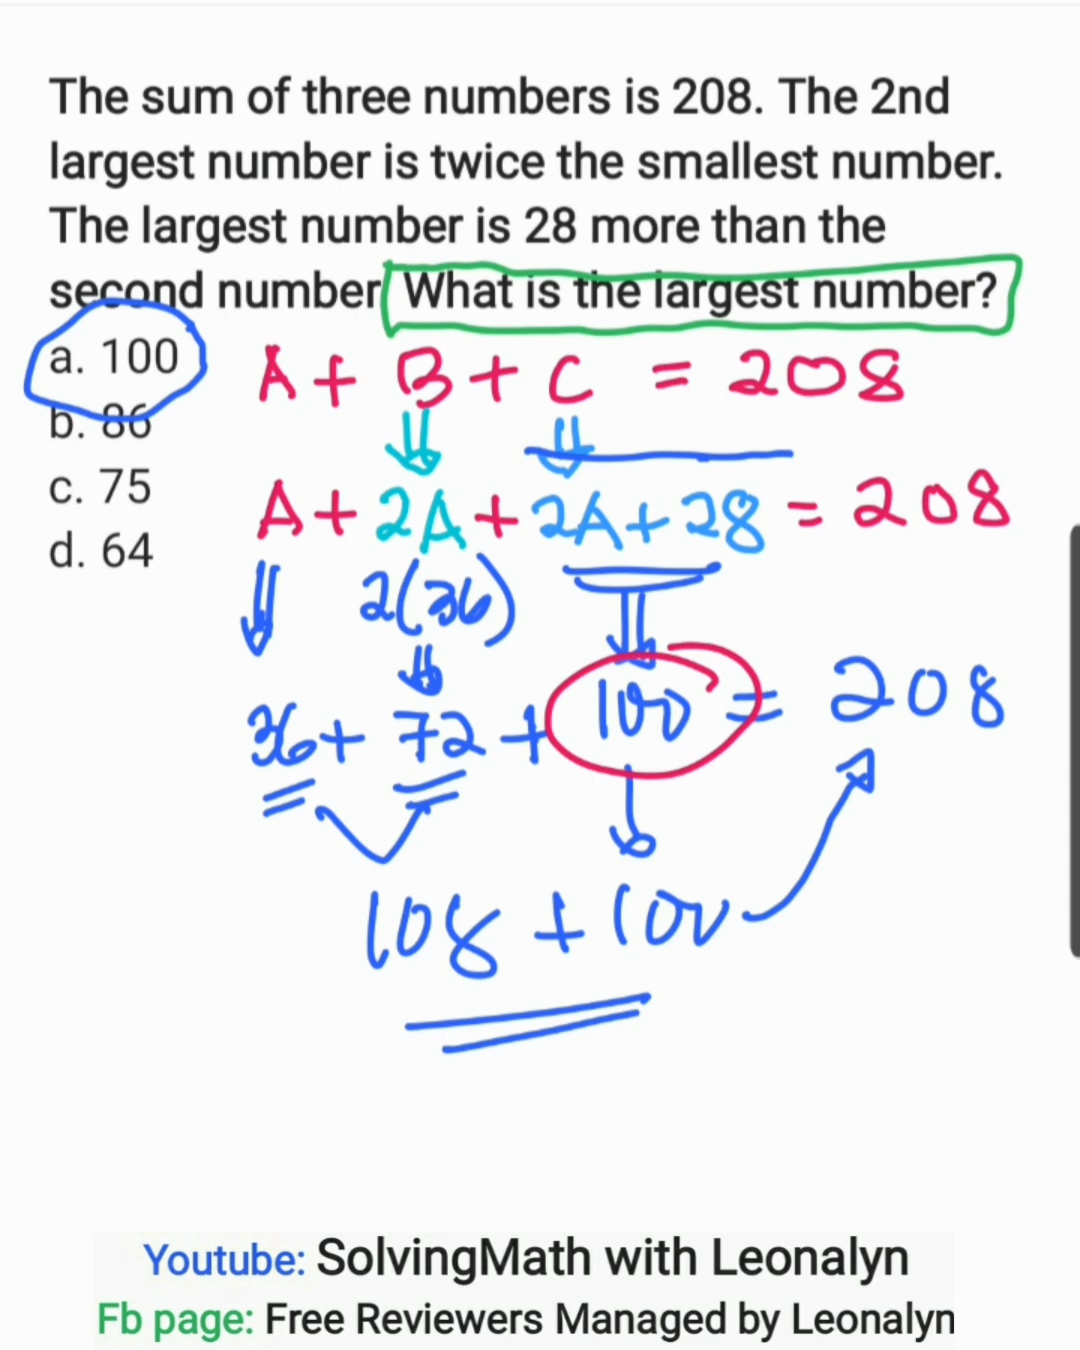 The sum of three numbers is 208. The 2nd
largest number is twice the smallest number.
The largest number is 28 more than the
second number What is the largest number?
a. 100
b. 86
c. 75
d. 64
A + B + C = 208
A + 2A + 2A + 28 = 208
2(36)
36 + 72 + 100 = 208
108 + 100
Youtube: SolvingMath with Leonalyn
Fb page: Free Reviewers Managed by Leonalyn